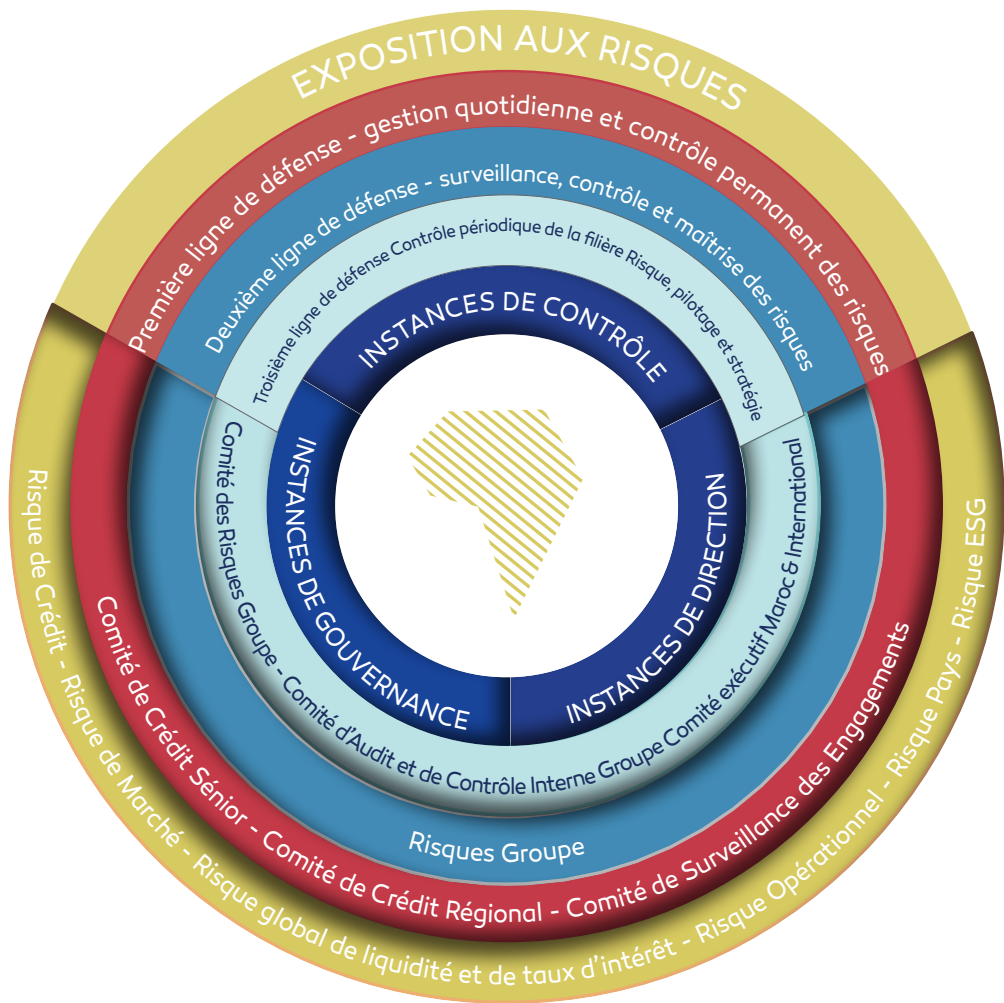 EXPOSITION AUX RISQUES
Première ligne de défense - gestion quotidienne et contrôle permanent des risques
Deuxième ligne de défense - surveillance, contrôle et maîtrise des risques
Troisième ligne de défense Contrôle périodique de la filière Risque, pilotage et stratégie
INSTANCES DE CONTRÔLE
INSTANCES DE GOUVERNANCE
INSTANCES DE DIRECTION
Comité des Risques Groupe - Comité d'Audit et de Contrôle Interne Groupe Comité exécutif Maroc & International
Risques Groupe
Comité de Crédit Sénior - Comité de Crédit Régional - Comité de Surveillance des Engagements
Risque de Crédit - Risque de Marché - Risque global de liquidité et de taux d'intérêt - Risque Opérationnel - Risque Pays - Risque ESG